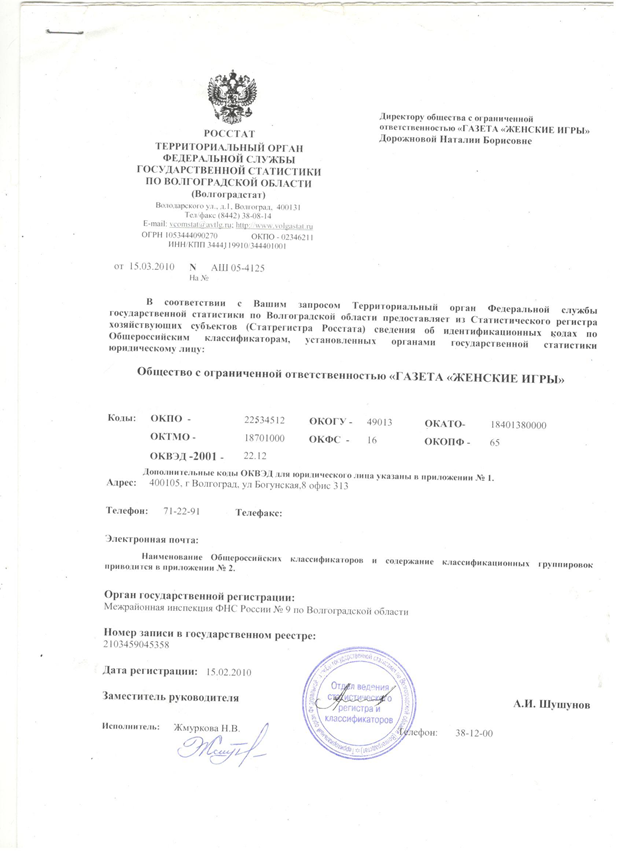 РОССТАТ
ТЕРРИТОРИАЛЬНЫЙ ОРГАН
ФЕДЕРАЛЬНОЙ СЛУЖБЫ
ГОСУДАРСТВЕННОЙ СТАТИСТИКИ
ПО ВОЛГОГРАДСКОЙ ОБЛАСТИ
(Волгоградстат)
Володарского ул., д.1, Волгоград, 400131
Тел/факс (8442) 38-08-14
E-mail: vcomstat@avtlg.ru; http: www.volgastat.ru
ОГРН 1053444090270 ОКПО - 02346211
ИНН/КПП 3444119910/344401001
от 15.03.2010 N АШ 05-4125
На №
Директору общества с ограниченной
ответственностью «ГАЗЕТА «ЖЕНСКИЕ ИГРЫ»
Дорожновой Наталии Борисовне
В соответствии с Вашим запросом Территориальный орган Федеральной службы
государственной статистики по Волгоградской области предоставляет из Статистического регистра
хозяйствующих субъектов (Статрегистра Росстата) сведения об идентификационных кодах по
Общероссийским классификаторам, установленных органами государственной статистики
юридическому лицу:
Общество с ограниченной ответственностью «ГАЗЕТА «ЖЕНСКИЕ ИГРЫ»
Коды: ОКПО - 22534512 ОКОГУ - 49013 ОКАТО- 18401380000
ОКТМО - 18701000 ОКФС - 16 ОКОПФ - 65
ОКВЭД -2001 - 22.12
Дополнительные коды ОКВЭД для юридического лица указаны в приложении № 1.
Адрес: 400105, г Волгоград, ул Богунская,8 офис 313
Телефон: 71-22-91 Телефакс:
Электронная почта:
Наименование Общероссийских классификаторов и содержание классификационных группировок
приводится в приложении № 2.
Орган государственной регистрации:
Межрайонная инспекция ФНС России № 9 по Волгоградской области
Номер записи в государственном реестре:
2103459045358
Дата регистрации: 15.02.2010
Заместитель руководителя А.И. Шушунов
Исполнитель: Жмуркова Н.В. Телефон: 38-12-00
Отдел ведения
статистического
регистра и
классификаторов